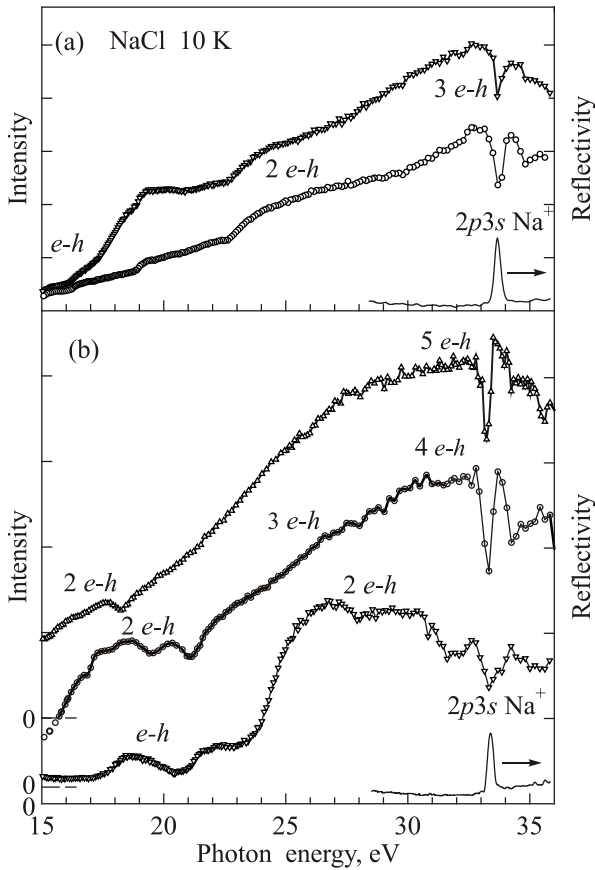 (a) NaCl 10 K
3 e-h
2 e-h
e-h
2p3s Na⁺
Intensity
Reflectivity
(b)
5 e-h
4 e-h
3 e-h
2 e-h
2 e-h
2 e-h
e-h
2p3s Na⁺
Intensity
Reflectivity
0
0
0
15 20 25 30 35
Photon energy, eV